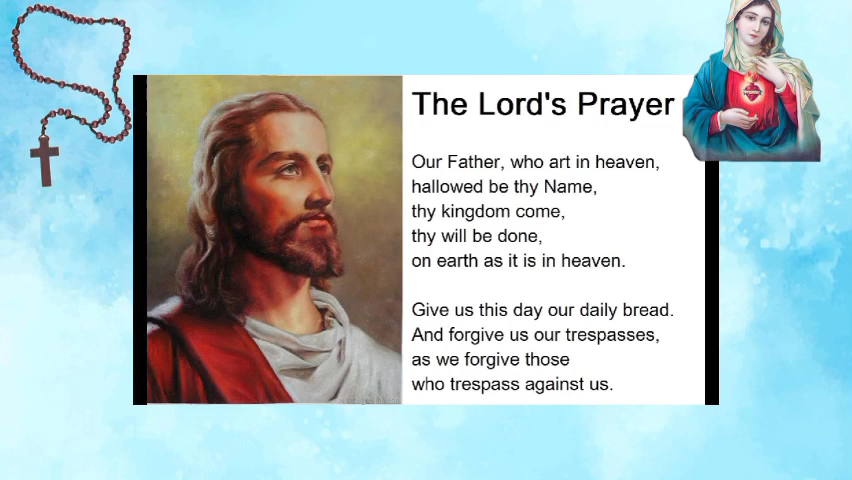 The Lord's Prayer
Our Father, who art in heaven,
hallowed be thy Name,
thy kingdom come,
thy will be done,
on earth as it is in heaven.
Give us this day our daily bread.
And forgive us our trespasses,
as we forgive those
who trespass against us.